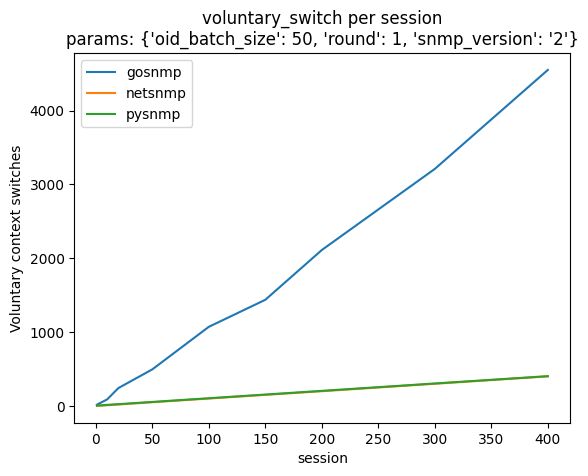 voluntary_switch per session
params: {'oid_batch_size': 50, 'round': 1, 'snmp_version': '2'}
gosnmp
netsnmp
pysnmp
Voluntary context switches
4000
3000
2000
1000
0
0 50 100 150 200 250 300 350 400
session